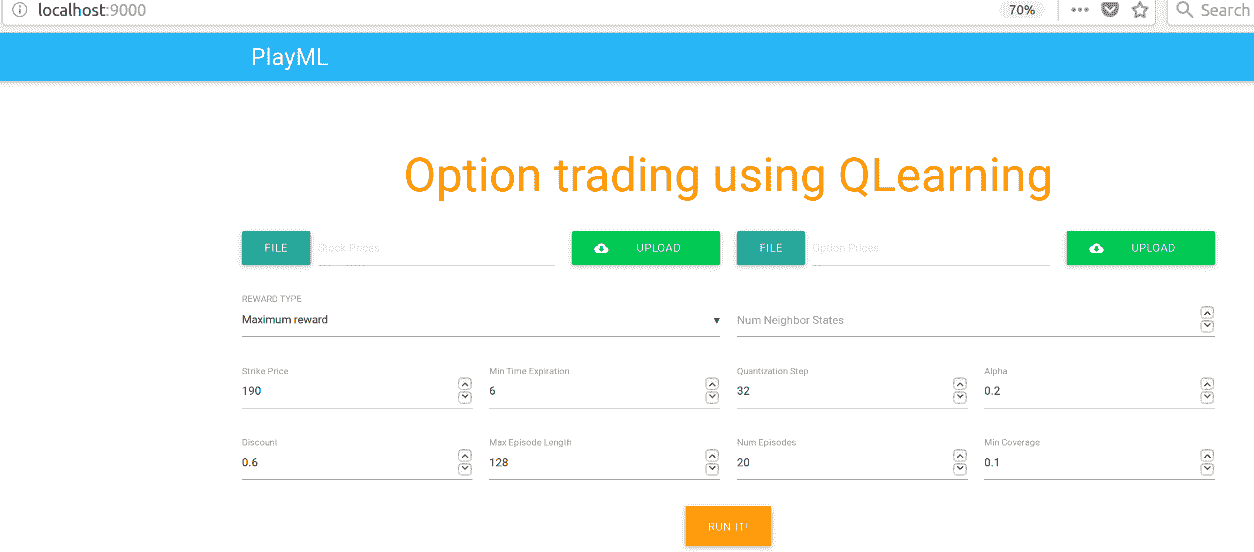 localhost:9000 70% Search
PlayML
Option trading using QLearning
FILE Stock Prices UPLOAD FILE Option Prices UPLOAD
REWARD TYPE
Maximum reward Num Neighbor States
Strike Price Min Time Expiration Quantization Step Alpha
190 6 32 0.2
Discount Max Episode Length Num Episodes Min Coverage
0.6 128 20 0.1
RUN IT!